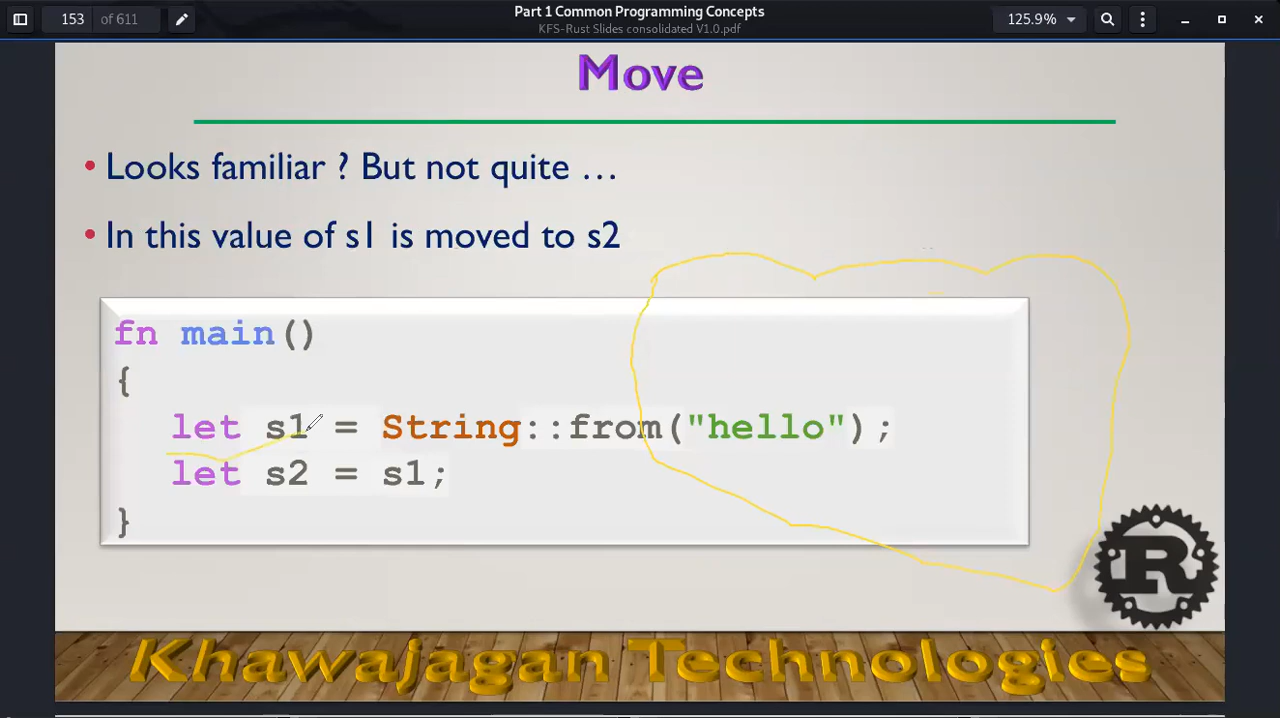 153 of 611
Part 1 Common Programming Concepts
KFS-Rust Slides consolidated V1.0.pdf
125.9%
Move
• Looks familiar ? But not quite …
• In this value of s1 is moved to s2
fn main()
{
let s1 = String::from("hello");
let s2 = s1;
}
R
Khawajagan Technologies